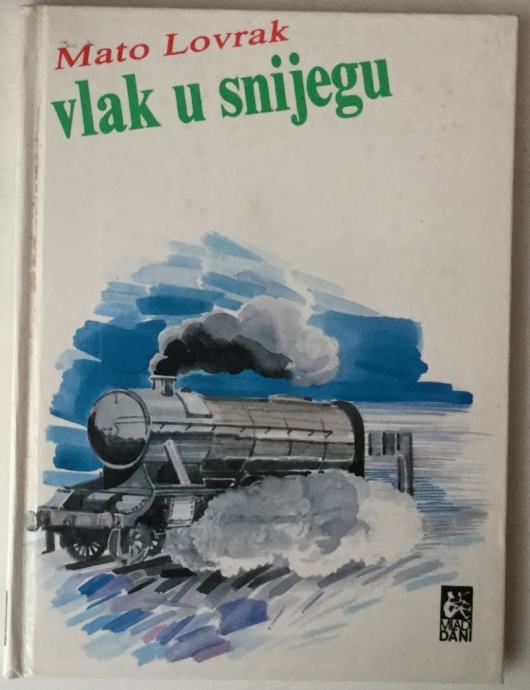 Mato Lovrak
vlak u snijegu
MLADI
DANI